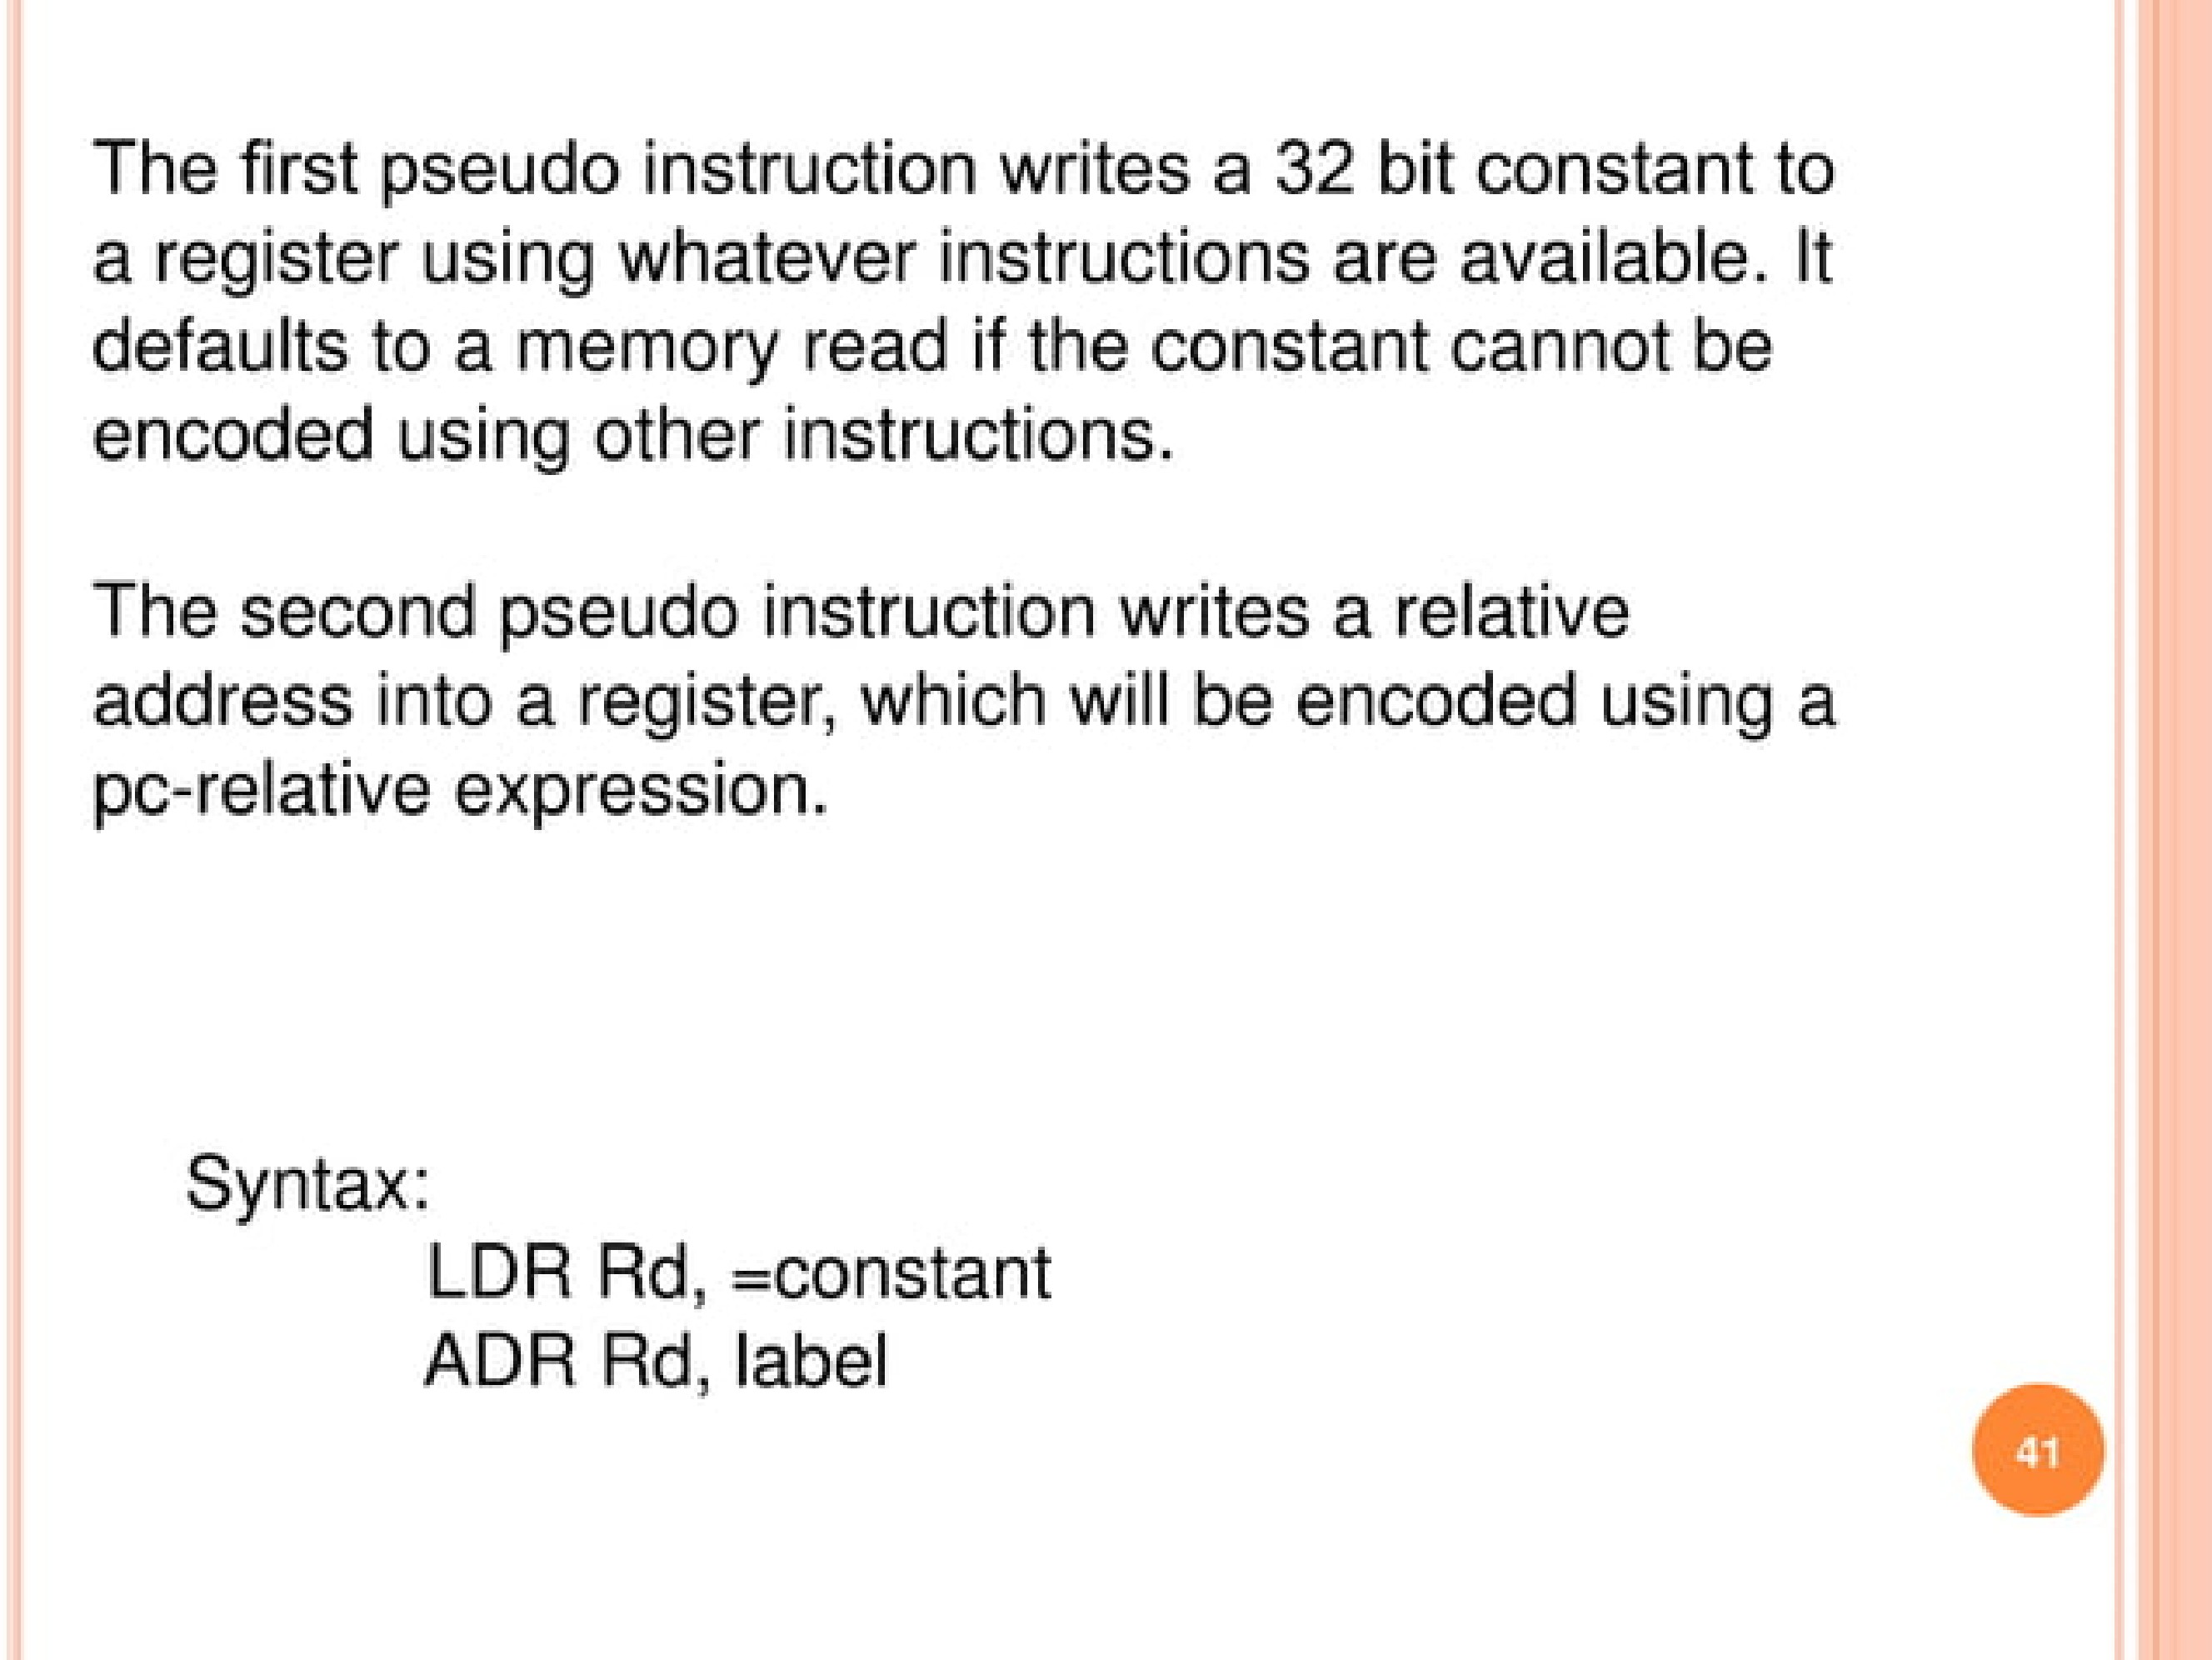 The first pseudo instruction writes a 32 bit constant to
a register using whatever instructions are available. It
defaults to a memory read if the constant cannot be
encoded using other instructions.
The second pseudo instruction writes a relative
address into a register, which will be encoded using a
pc-relative expression.
Syntax:
LDR Rd, =constant
ADR Rd, label
41